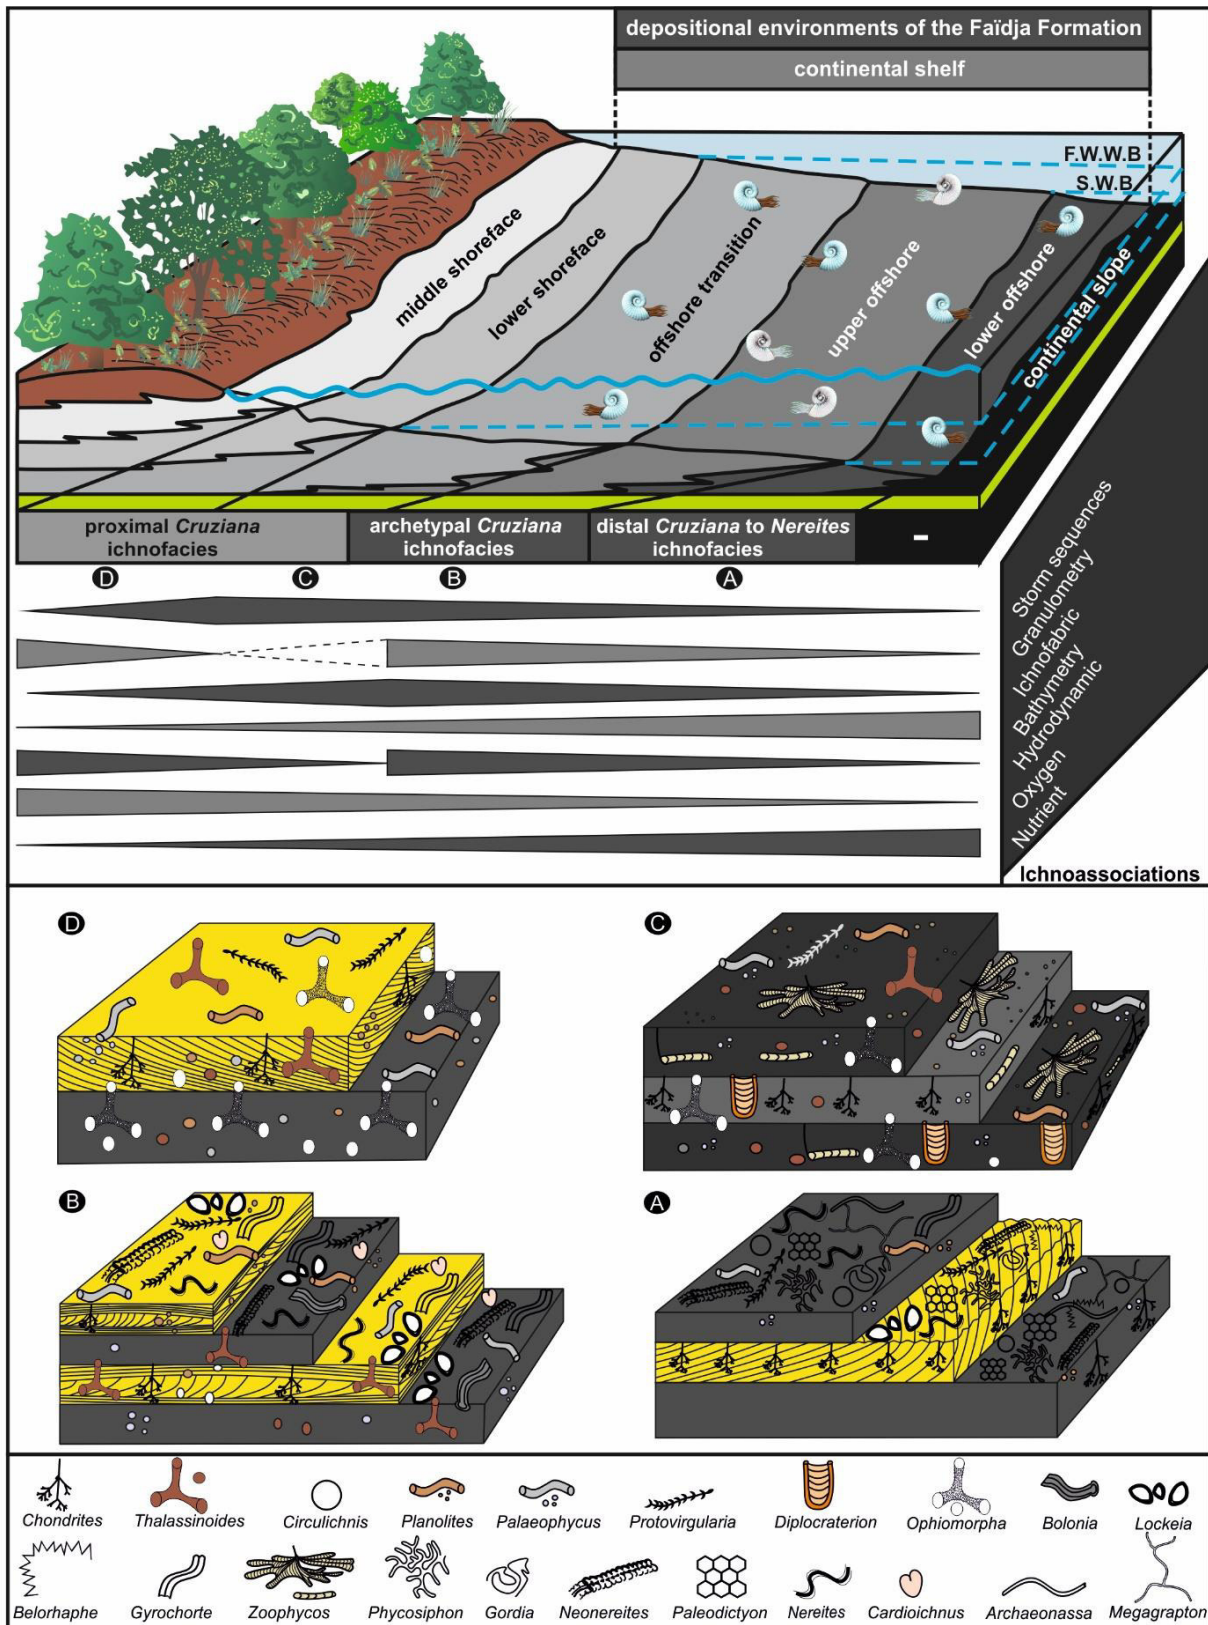 depositional environments of the Faïdja Formation
continental shelf
F.W.W.B
S.W.B
middle shoreface
lower shoreface
offshore transition
upper offshore
lower offshore
continental slope
proximal Cruziana
ichnofacies
archetypal Cruziana
ichnofacies
distal Cruziana to Nereites
ichnofacies
-
D
C
B
A
Storm sequences
Granulometry
Ichnofabric
Bathymetry
Hydrodynamic
Oxygen
Nutrient
Ichnoassociations
D
C
B
A
Chondrites
Thalassinoides
Circulichnis
Planolites
Palaeophycus
Protovirgularia
Diplocraterion
Ophiomorpha
Bolonia
Lockeia
Belorhaphe
Gyrochorte
Zoophycos
Phycosiphon
Gordia
Neonereites
Paleodictyon
Nereites
Cardioichnus
Archaeonassa
Megagrapton